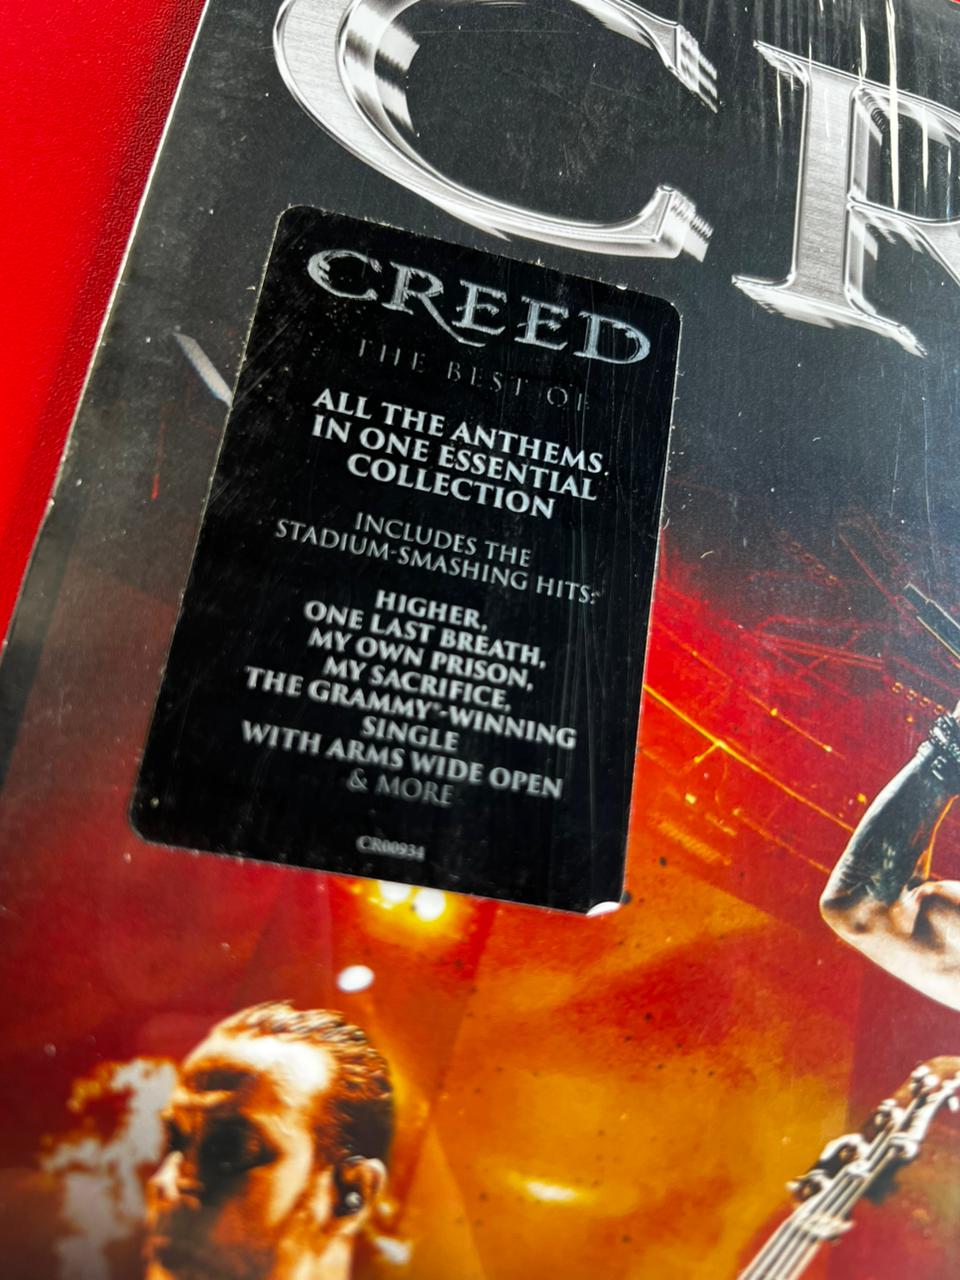 CR
CREED
THE BEST OF
ALL THE ANTHEMS.
IN ONE ESSENTIAL
COLLECTION
INCLUDES THE
STADIUM-SMASHING HITS:
HIGHER,
ONE LAST BREATH,
MY OWN PRISON,
MY SACRIFICE,
THE GRAMMY®-WINNING
SINGLE
WITH ARMS WIDE OPEN
& MORE
CR00934